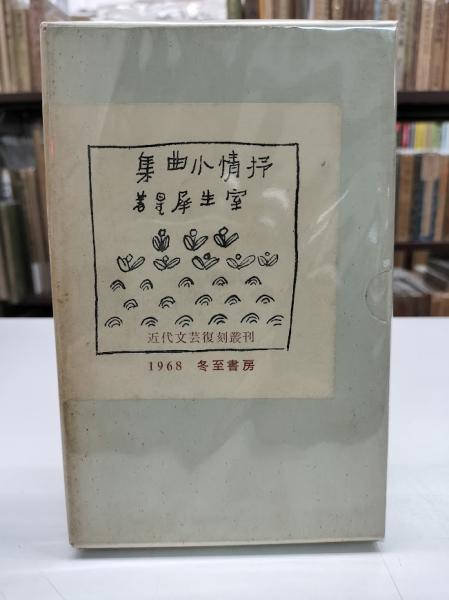 抒情小曲集
室生犀星著
近代文芸復刻叢刊
1968 冬至書房